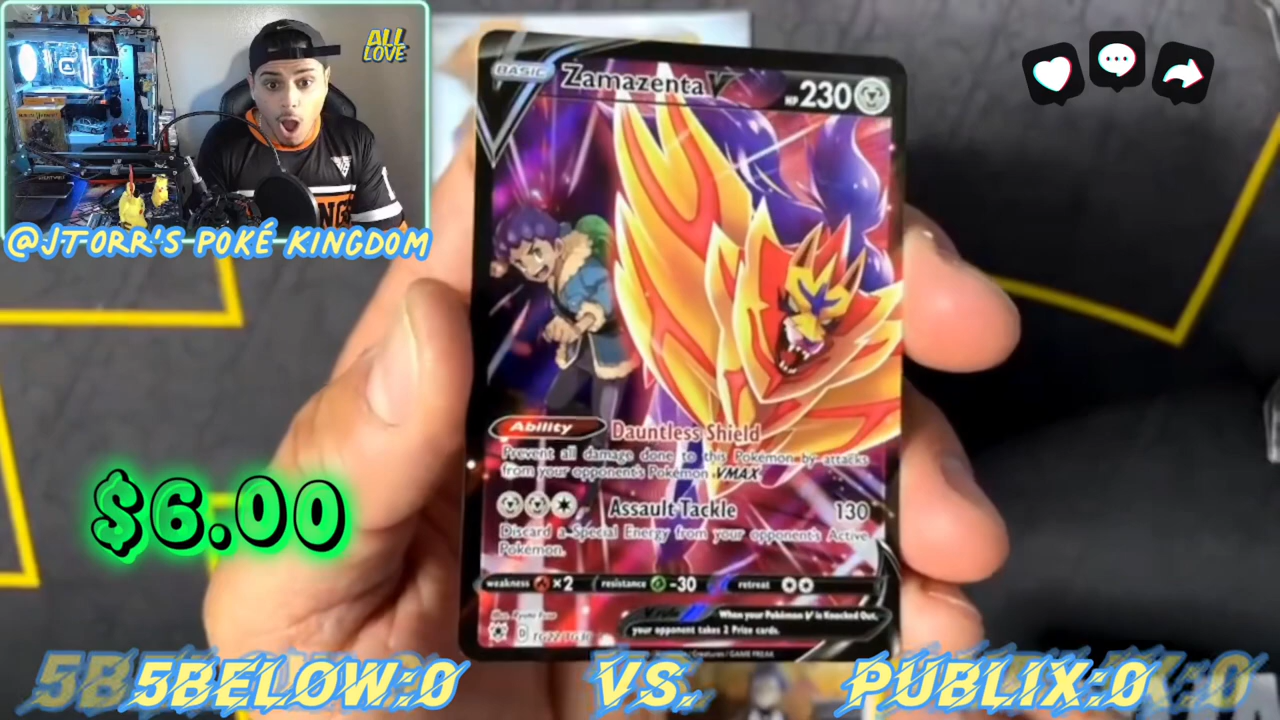 ALL
LOVE
@JTORR'S POKÉ KINGDOM
BASIC
Zamazenta V
HP 230
Ability Dauntless Shield
Prevent all damage done to this Pokémon by attacks
from your opponent's Pokémon VMAX
Assault Tackle 130
Discard a Special Energy from your opponent's Active
Pokémon.
weakness ×2 resistance -30 retreat
V rule When your Pokémon V is Knocked Out,
your opponent takes 2 Prize cards.
D
$6.00
5BELOW:0 VS. PUBLIX:0